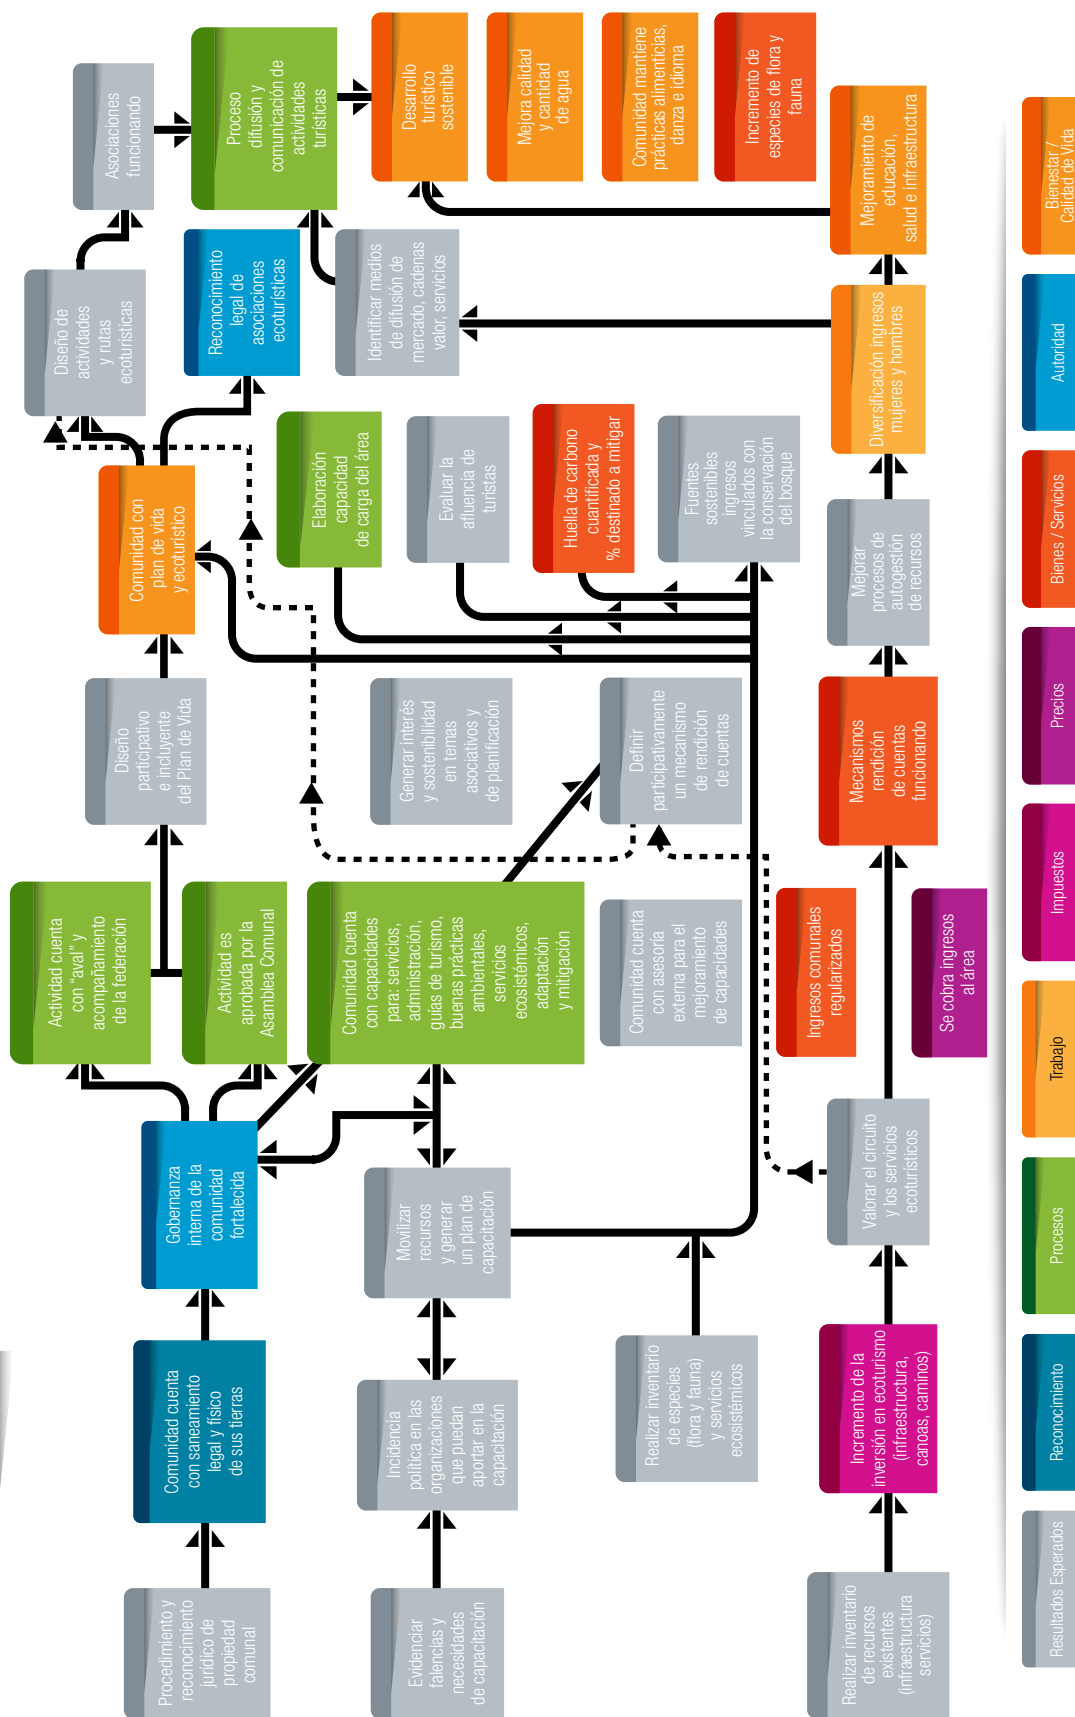 Procedimiento y
reconocimiento
jurídico de
propiedad
comunal
Comunidad cuenta
con saneamiento
legal y físico
de sus tierras
Gobernanza
interna de la
comunidad
fortalecida
Actividad cuenta
con "aval" y
acompañamiento
de la federación
Actividad es
aprobada por la
Asamblea Comunal
Diseño
participativo
e incluyente
del Plan de Vida
Comunidad con
plan de vida
y ecoturístico
Diseño de
actividades
y rutas
ecoturísticas
Asociaciones
funcionando
Reconocimiento
legal de
asociaciones
ecoturísticas
Proceso
difusión y
comunicación de
actividades
turísticas
Evidenciar
falencias y
necesidades
de capacitación
Incidencia
política en las
organizaciones
que puedan
aportar en la
capacitación
Movilizar
recursos
y generar
un plan de
capacitación
Comunidad cuenta
con capacidades
para: servicios,
administración,
guías de turismo,
buenas prácticas
ambientales,
servicios
ecosistémicos,
adaptación
y mitigación
Generar interés
y sostenibilidad
en temas
asociativos y
de planificación
Elaboración
capacidad
de carga del área
Evaluar la
afluencia de
turistas
Identificar medios
de difusión de
mercado, cadenas
valor, servicios
Desarrollo
turístico
sostenible
Mejora calidad
y cantidad
de agua
Comunidad mantiene
prácticas alimenticias,
danza e idioma
Incremento de
especies de flora y
fauna
Realizar inventario
de especies
(flora y fauna)
y servicios
ecosistémicos
Comunidad cuenta
con asesoría
externa para el
mejoramiento
de capacidades
Definir
participativamente
un mecanismo
de rendición
de cuentas
Huella de carbono
cuantificada y
% destinado a mitigar
Fuentes
sostenibles
ingresos
vinculados con
la conservación
del bosque
Realizar inventario
de recursos
existentes
(infraestructura
servicios)
Incremento de la
inversión en ecoturismo
(infraestructura,
canoas, caminos)
Valorar el circuito
y los servicios
ecoturísticos
Ingresos comunales
regularizados
Se cobra ingresos
al área
Mecanismos
rendición
de cuentas
funcionando
Mejorar
procesos de
autogestión
de recursos
Diversificación ingresos
mujeres y hombres
Mejoramiento de
educación,
salud e infraestructura
Resultados Esperados
Reconocimiento
Procesos
Trabajo
Impuestos
Precios
Bienes / Servicios
Autoridad
Bienestar /
Calidad de Vida